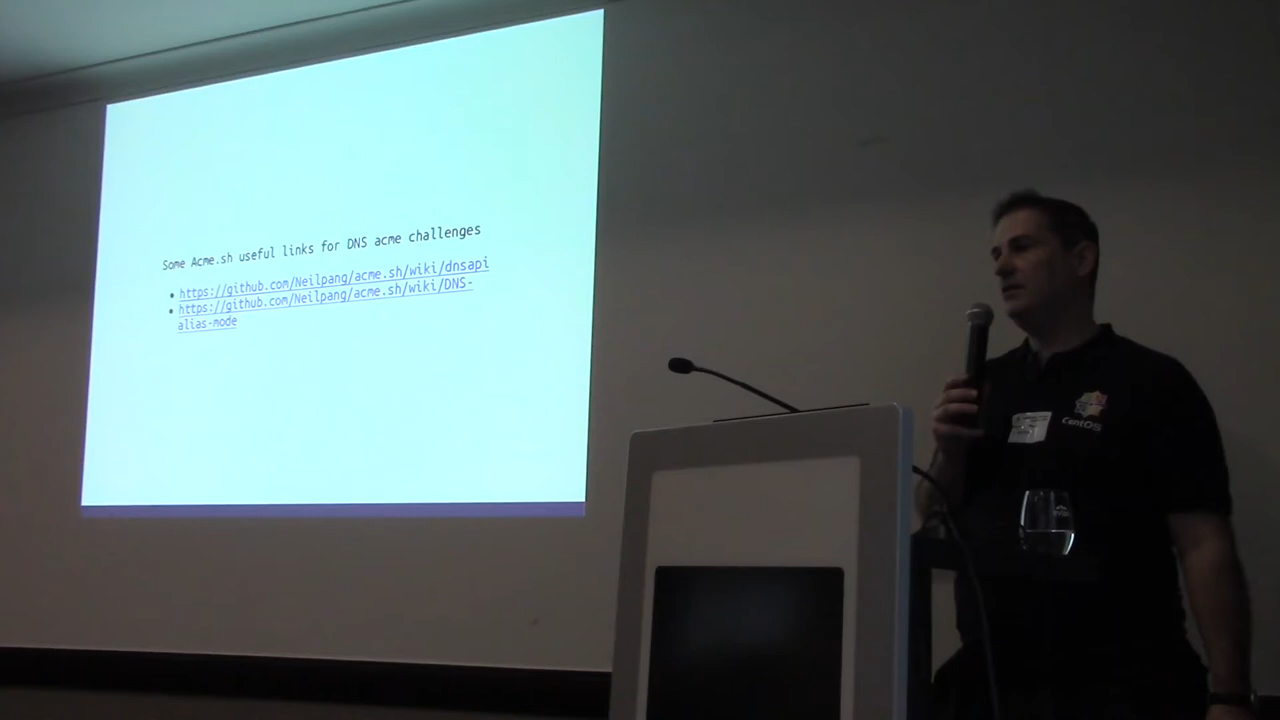 Some Acme.sh useful links for DNS acme challenges
• https://github.com/Neilpang/acme.sh/wiki/dnsapi
• https://github.com/Neilpang/acme.sh/wiki/DNS-
alias-mode
CentOS